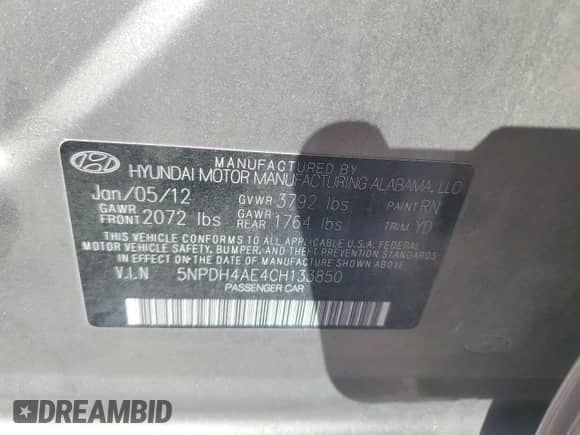 MANUFACTURED BY
HYUNDAI MOTOR MANUFACTURING ALABAMA, LLC
Jan/05/12 GVWR 3792 lbs PAINT RN
GAWR FRONT 2072 lbs GAWR REAR 1764 lbs TRIM YD
THIS VEHICLE CONFORMS TO ALL APPLICABLE U.S.A. FEDERAL
MOTOR VEHICLE SAFETY, BUMPER, AND THEFT PREVENTION STANDARDS
IN EFFECT ON THE DATE OF MANUFACTURE SHOWN ABOVE.
V.I.N 5NPDH4AE4CH133850
PASSENGER CAR
DREAMBID